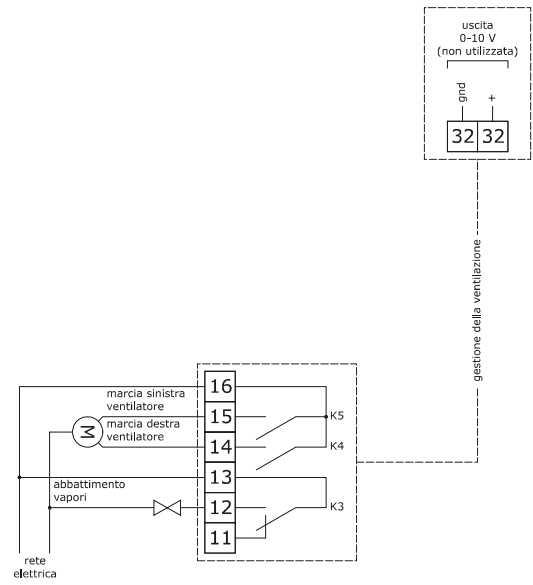 uscita
0-10 V
(non utilizzata)
gnd
+
32 32
gestione della ventilazione
16
marcia sinistra
ventilatore
15
K5
M
marcia destra
ventilatore
14
K4
13
abbattimento
vapori
12
K3
11
rete
elettrica